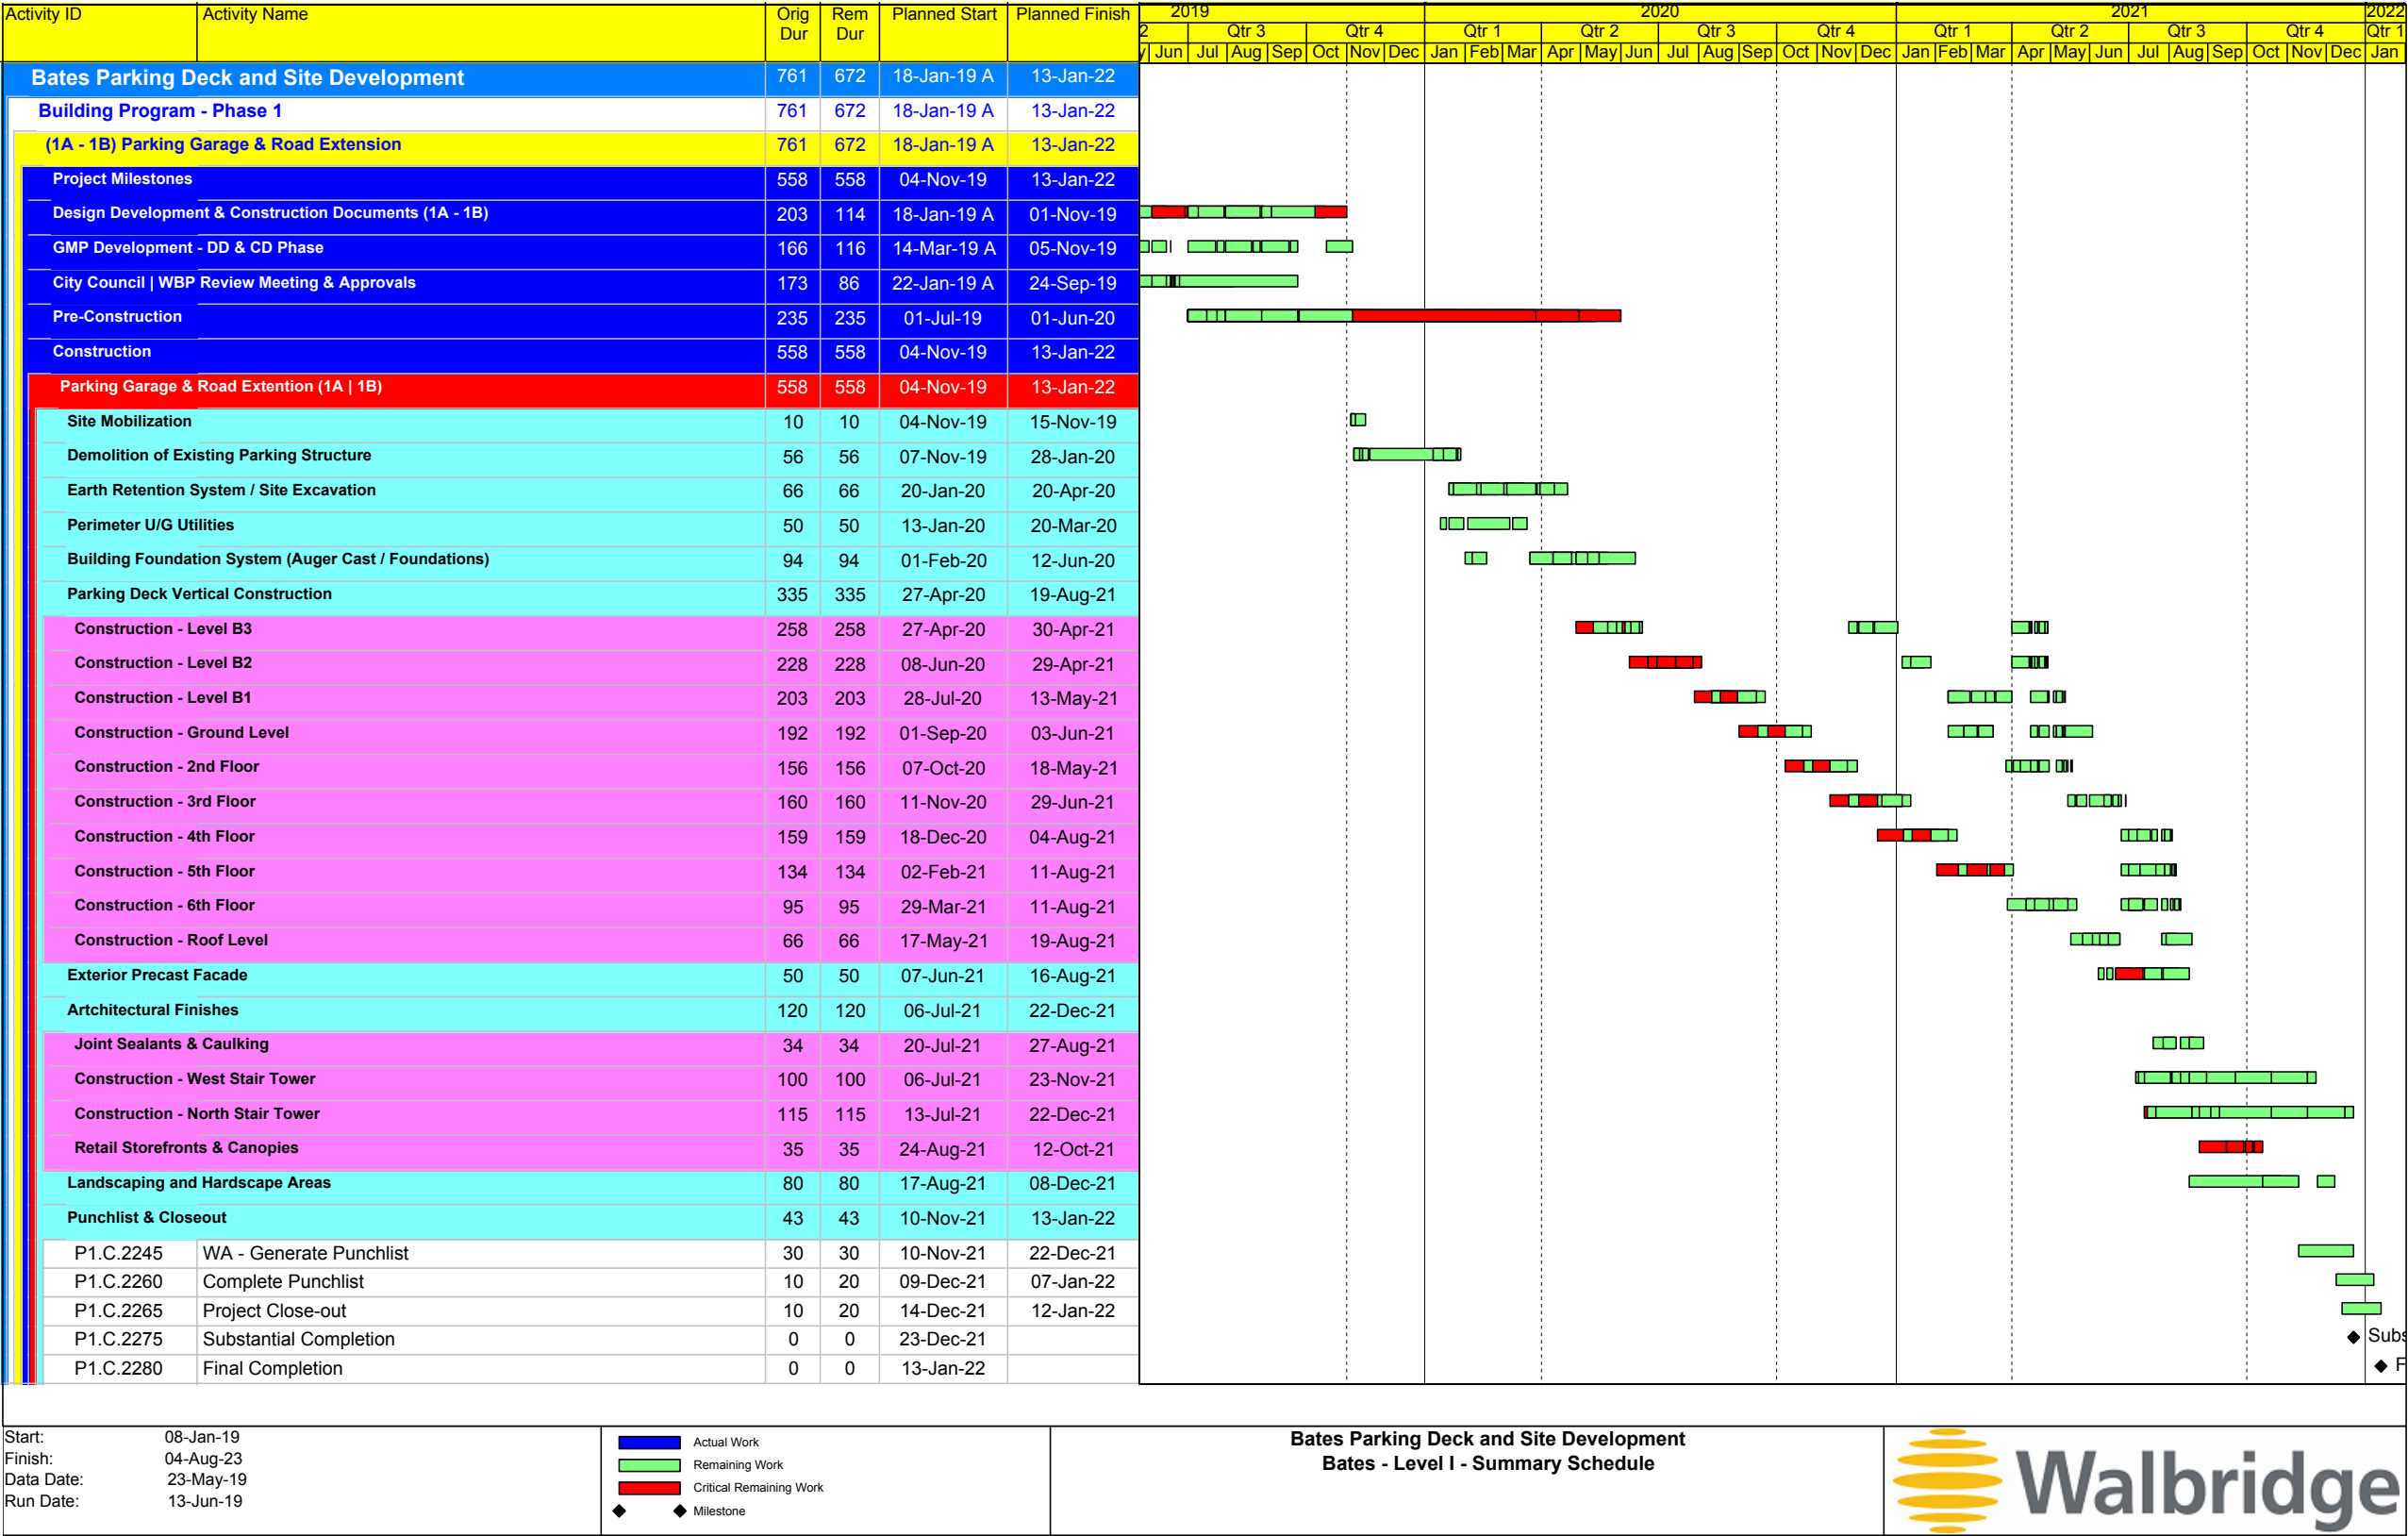 Activity ID Activity Name Orig Dur Rem Dur Planned Start Planned Finish
2019 2020 2021 2022
2 Qtr 3 Qtr 4 Qtr 1 Qtr 2 Qtr 3 Qtr 4 Qtr 1 Qtr 2 Qtr 3 Qtr 4 Qtr 1
Jun Jul Aug Sep Oct Nov Dec Jan Feb Mar Apr May Jun Jul Aug Sep Oct Nov Dec Jan Feb Mar Apr May Jun Jul Aug Sep Oct Nov Dec Jan
Bates Parking Deck and Site Development 761 672 18-Jan-19 A 13-Jan-22
Building Program - Phase 1 761 672 18-Jan-19 A 13-Jan-22
(1A - 1B) Parking Garage & Road Extension 761 672 18-Jan-19 A 13-Jan-22
Project Milestones 558 558 04-Nov-19 13-Jan-22
Design Development & Construction Documents (1A - 1B) 203 114 18-Jan-19 A 01-Nov-19
GMP Development - DD & CD Phase 166 116 14-Mar-19 A 05-Nov-19
City Council | WBP Review Meeting & Approvals 173 86 22-Jan-19 A 24-Sep-19
Pre-Construction 235 235 01-Jul-19 01-Jun-20
Construction 558 558 04-Nov-19 13-Jan-22
Parking Garage & Road Extention (1A | 1B) 558 558 04-Nov-19 13-Jan-22
Site Mobilization 10 10 04-Nov-19 15-Nov-19
Demolition of Existing Parking Structure 56 56 07-Nov-19 28-Jan-20
Earth Retention System / Site Excavation 66 66 20-Jan-20 20-Apr-20
Perimeter U/G Utilities 50 50 13-Jan-20 20-Mar-20
Building Foundation System (Auger Cast / Foundations) 94 94 01-Feb-20 12-Jun-20
Parking Deck Vertical Construction 335 335 27-Apr-20 19-Aug-21
Construction - Level B3 258 258 27-Apr-20 30-Apr-21
Construction - Level B2 228 228 08-Jun-20 29-Apr-21
Construction - Level B1 203 203 28-Jul-20 13-May-21
Construction - Ground Level 192 192 01-Sep-20 03-Jun-21
Construction - 2nd Floor 156 156 07-Oct-20 18-May-21
Construction - 3rd Floor 160 160 11-Nov-20 29-Jun-21
Construction - 4th Floor 159 159 18-Dec-20 04-Aug-21
Construction - 5th Floor 134 134 02-Feb-21 11-Aug-21
Construction - 6th Floor 95 95 29-Mar-21 11-Aug-21
Construction - Roof Level 66 66 17-May-21 19-Aug-21
Exterior Precast Facade 50 50 07-Jun-21 16-Aug-21
Artchitectural Finishes 120 120 06-Jul-21 22-Dec-21
Joint Sealants & Caulking 34 34 20-Jul-21 27-Aug-21
Construction - West Stair Tower 100 100 06-Jul-21 23-Nov-21
Construction - North Stair Tower 115 115 13-Jul-21 22-Dec-21
Retail Storefronts & Canopies 35 35 24-Aug-21 12-Oct-21
Landscaping and Hardscape Areas 80 80 17-Aug-21 08-Dec-21
Punchlist & Closeout 43 43 10-Nov-21 13-Jan-22
P1.C.2245 WA - Generate Punchlist 30 30 10-Nov-21 22-Dec-21
P1.C.2260 Complete Punchlist 10 20 09-Dec-21 07-Jan-22
P1.C.2265 Project Close-out 10 20 14-Dec-21 12-Jan-22
P1.C.2275 Substantial Completion 0 0 23-Dec-21 Subs
P1.C.2280 Final Completion 0 0 13-Jan-22 F
Start: 08-Jan-19
Finish: 04-Aug-23
Data Date: 23-May-19
Run Date: 13-Jun-19
Actual Work
Remaining Work
Critical Remaining Work
Milestone
Bates Parking Deck and Site Development
Bates - Level I - Summary Schedule
Walbridge